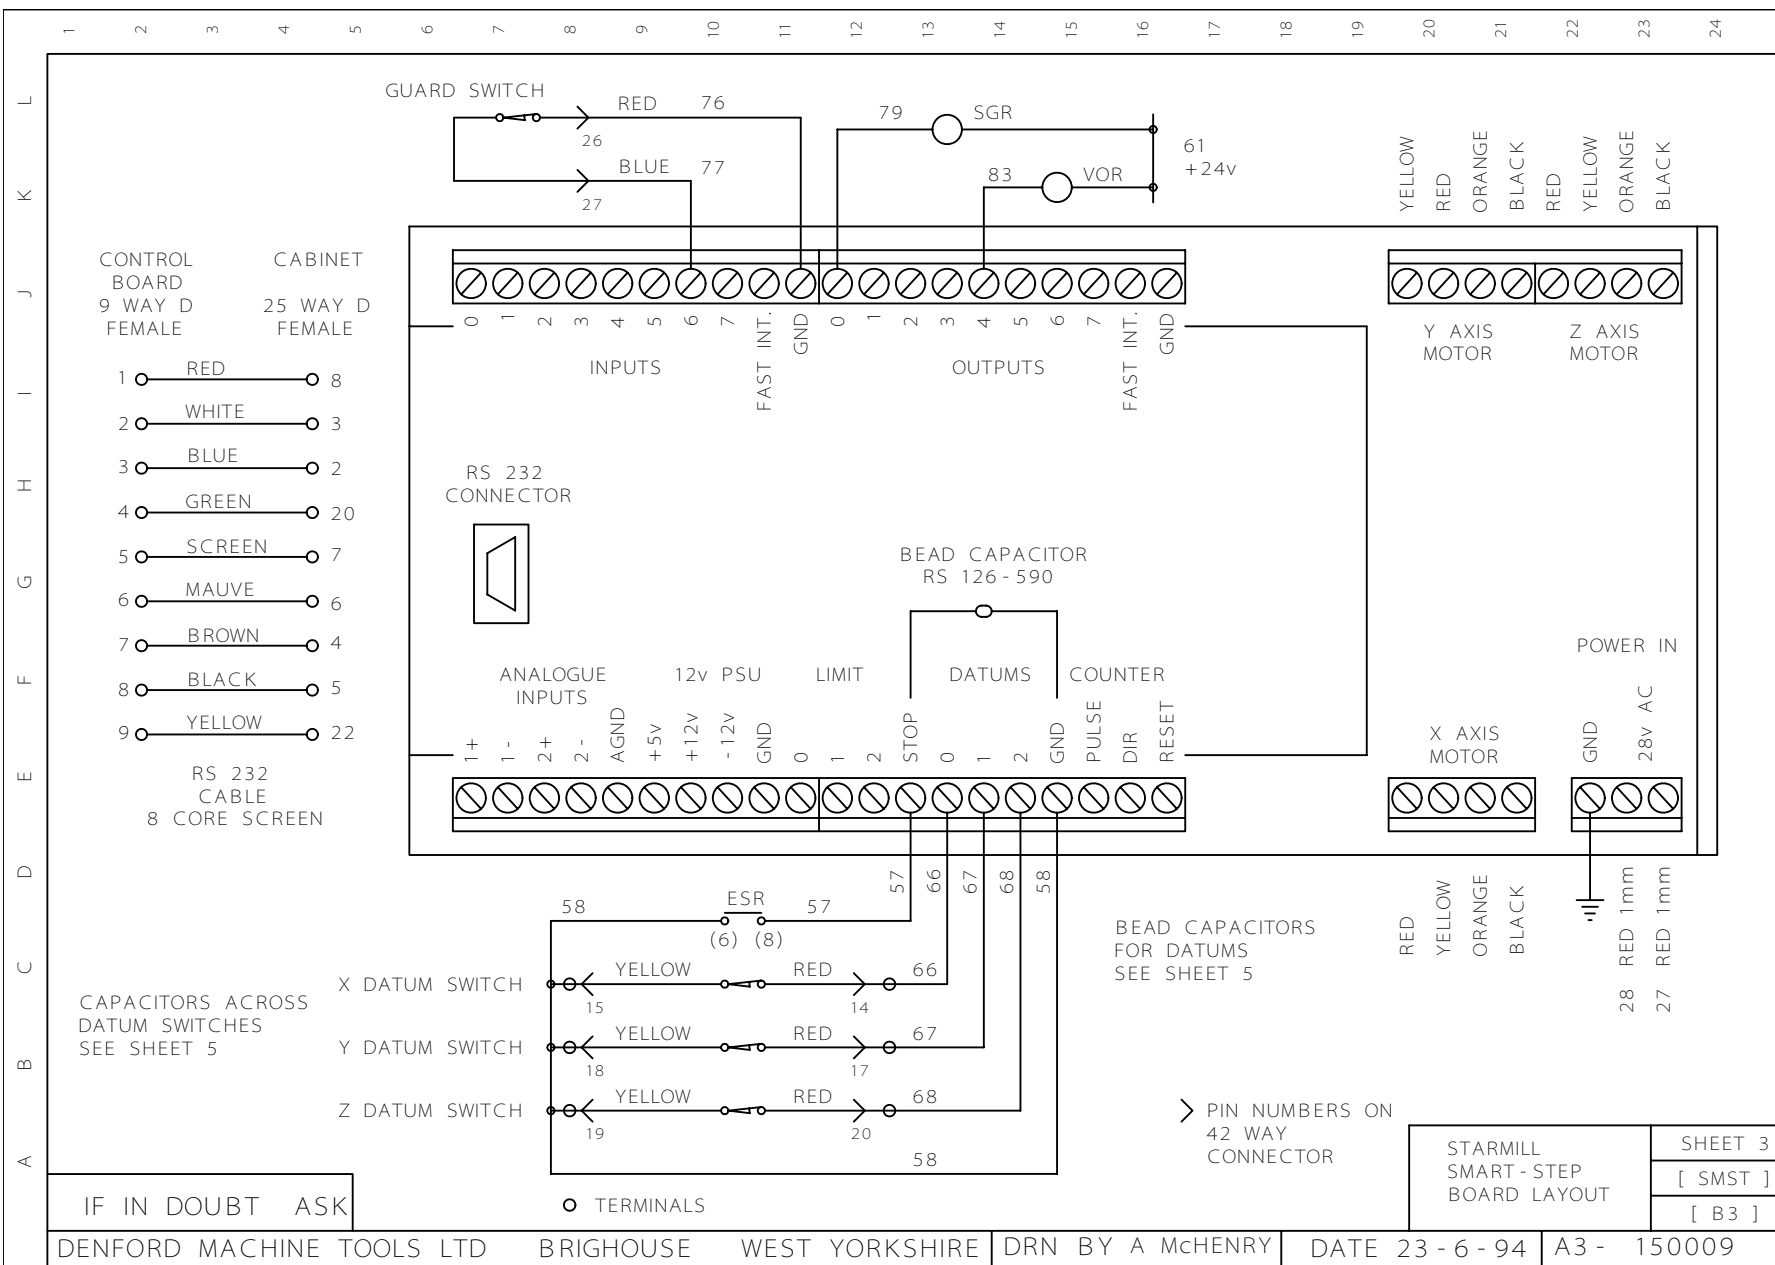 1 2 3 4 5 6 7 8 9 10 11 12 13 14 15 16 17 18 19 20 21 22 23 24
L
K
J
I
H
G
F
E
D
C
B
A
GUARD SWITCH
RED 76
26
BLUE 77
27
79 SGR
83 VOR
61
+24v
YELLOW
RED
ORANGE
BLACK
RED
YELLOW
ORANGE
BLACK
CONTROL
BOARD
9 WAY D
FEMALE
CABINET
25 WAY D
FEMALE
1 RED 8
2 WHITE 3
3 BLUE 2
4 GREEN 20
5 SCREEN 7
6 MAUVE 6
7 BROWN 4
8 BLACK 5
9 YELLOW 22
RS 232
CABLE
8 CORE SCREEN
0 1 2 3 4 5 6 7 FAST INT. GND
INPUTS
0 1 2 3 4 5 6 7 FAST INT. GND
OUTPUTS
Y AXIS
MOTOR
Z AXIS
MOTOR
RS 232
CONNECTOR
BEAD CAPACITOR
RS 126-590
ANALOGUE
INPUTS
12v PSU
LIMIT
DATUMS
COUNTER
1+ 1- 2+ 2- AGND +5v +12v -12v GND 0 1 2 STOP 0 1 2 GND PULSE DIR RESET
X AXIS
MOTOR
POWER IN
GND
28v AC
57 66 67 68 58
RED
YELLOW
ORANGE
BLACK
28 RED 1mm
27 RED 1mm
58 ESR 57
(6) (8)
X DATUM SWITCH YELLOW RED 66
15 14
Y DATUM SWITCH YELLOW RED 67
18 17
Z DATUM SWITCH YELLOW RED 68
19 20
58
CAPACITORS ACROSS
DATUM SWITCHES
SEE SHEET 5
BEAD CAPACITORS
FOR DATUMS
SEE SHEET 5
PIN NUMBERS ON
42 WAY
CONNECTOR
TERMINALS
IF IN DOUBT ASK
STARMILL
SMART-STEP
BOARD LAYOUT
SHEET 3
[ SMST ]
[ B3 ]
DENFORD MACHINE TOOLS LTD BRIGHOUSE WEST YORKSHIRE DRN BY A McHENRY DATE 23-6-94 A3- 150009